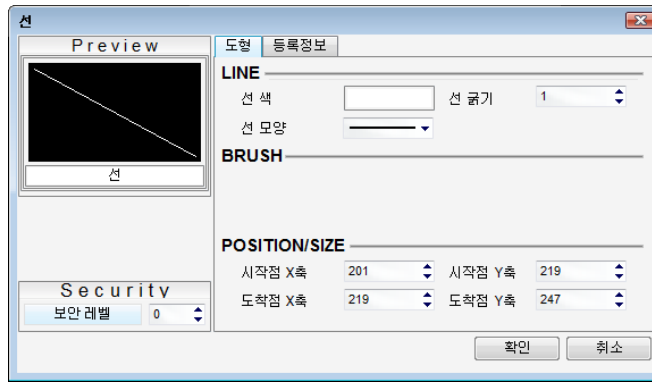 선
Preview
선
Security
보안 레벨 0
도형 등록정보
LINE
선 색 선 굵기 1
선 모양
BRUSH
POSITION/SIZE
시작점 X축 201 시작점 Y축 219
도착점 X축 219 도착점 Y축 247
확인 취소